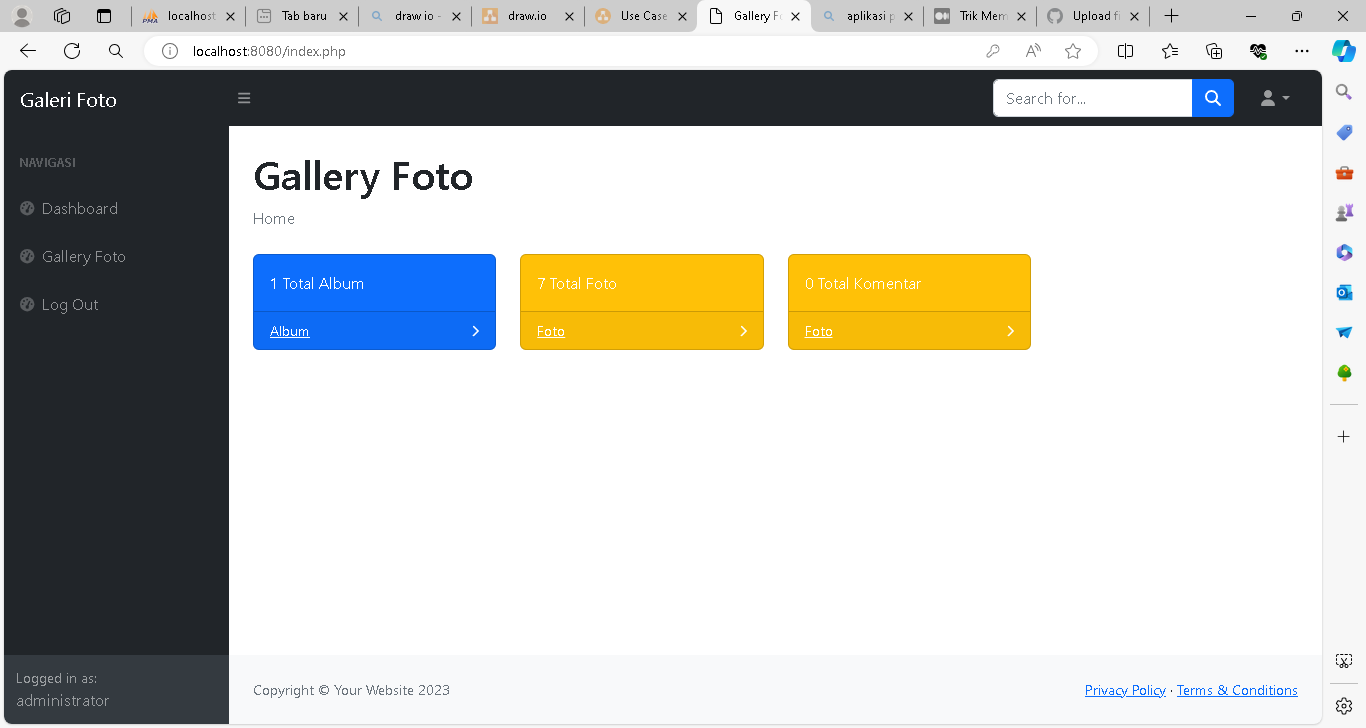 localhost
Tab baru
draw io -
draw.io
Use Case
Gallery F
aplikasi p
Trik Mem
Upload fi
localhost:8080/index.php
Galeri Foto
Search for...
NAVIGASI
Dashboard
Gallery Foto
Log Out
Gallery Foto
Home
1 Total Album
Album
7 Total Foto
Foto
0 Total Komentar
Foto
Logged in as:
administrator
Copyright © Your Website 2023
Privacy Policy · Terms & Conditions